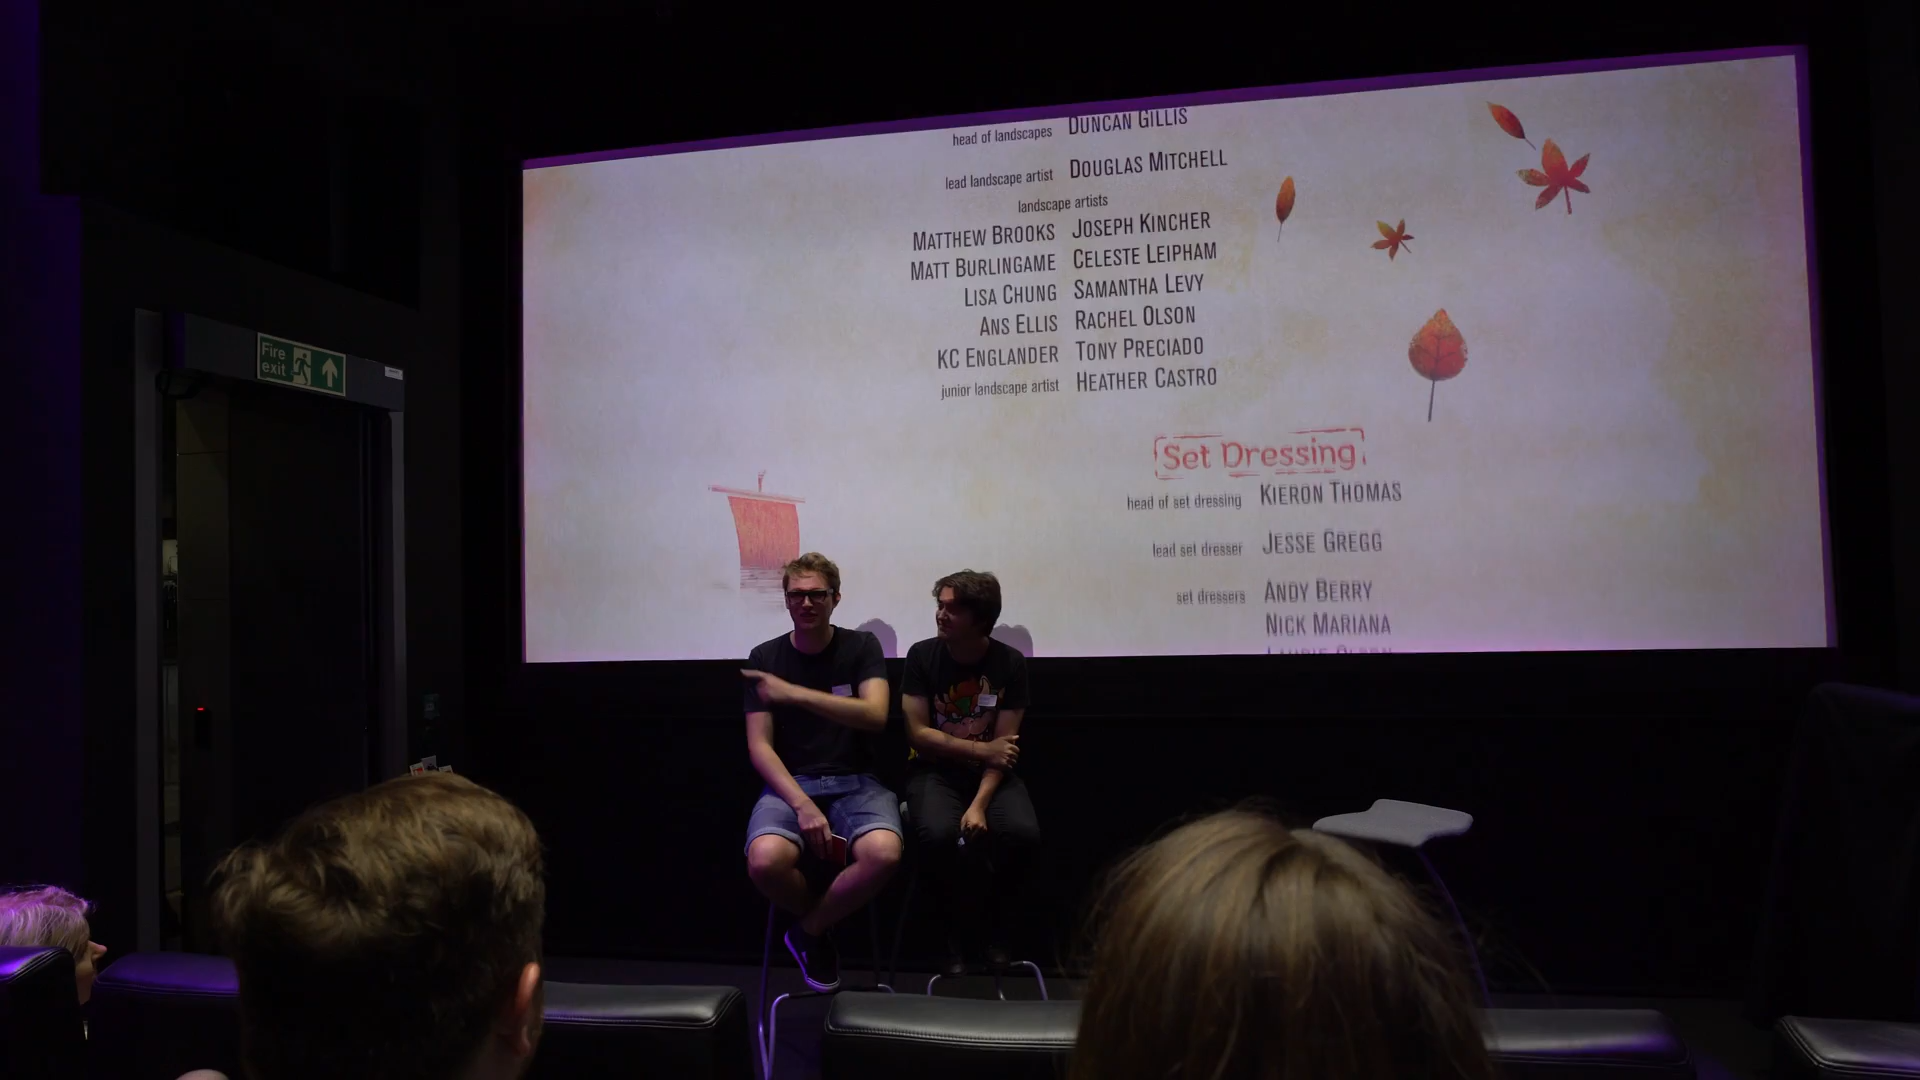 head of landscapes DUNCAN GILLIS
lead landscape artist DOUGLAS MITCHELL
landscape artists
MATTHEW BROOKS JOSEPH KINCHER
MATT BURLINGAME CELESTE LEIPHAM
LISA CHUNG SAMANTHA LEVY
ANS ELLIS RACHEL OLSON
KC ENGLANDER TONY PRECIADO
junior landscape artist HEATHER CASTRO
Set Dressing
head of set dressing KIERON THOMAS
lead set dresser JESSE GREGG
set dressers ANDY BERRY
NICK MARIANA
Fire
exit